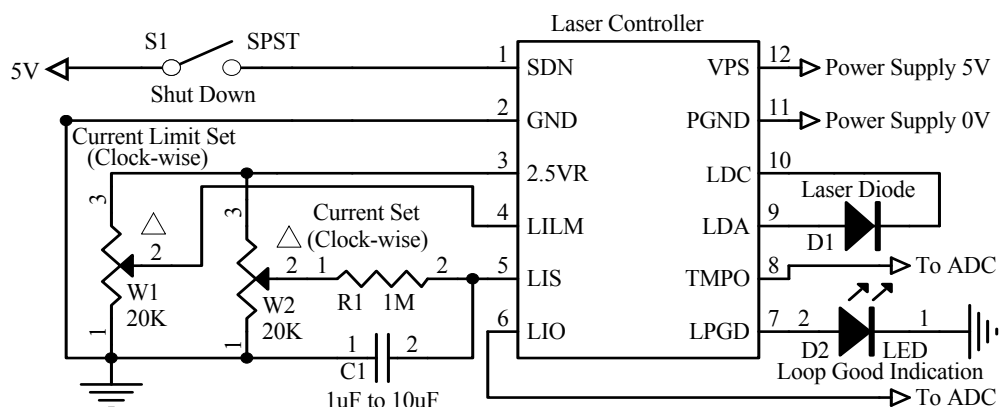 Laser Controller
S1 SPST
5V
Shut Down
1 SDN VPS 12 Power Supply 5V
2 GND PGND 11 Power Supply 0V
Current Limit Set
(Clock-wise)
3 2.5VR LDC 10
3 3
Laser Diode
4 LILM LDA 9
D1
Current Set
(Clock-wise)
2 2 1 2 5 LIS TMPO 8 To ADC
W1 W2 R1 1M
20K 20K
6 LIO LPGD 7 2 1
1 1
D2 LED
Loop Good Indication
1 2
C1
1uF to 10uF
To ADC